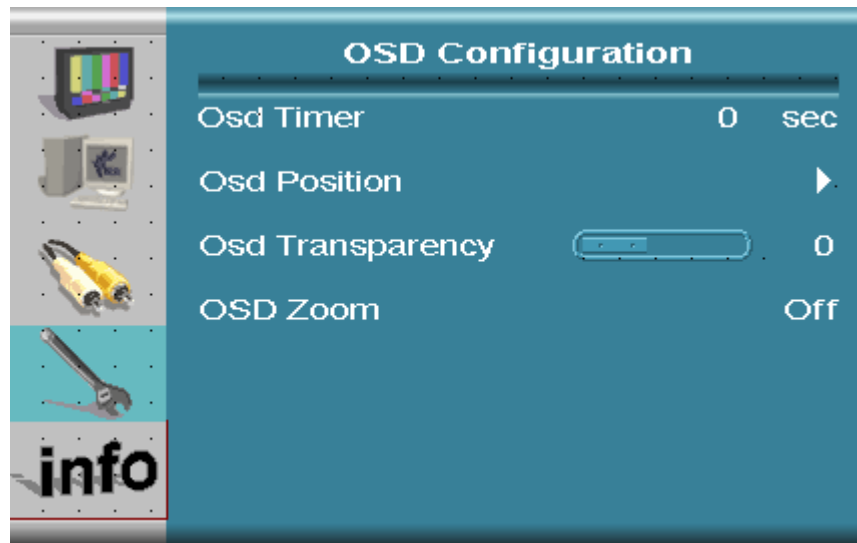 OSD Configuration
Osd Timer 0 sec
Osd Position
Osd Transparency 0
OSD Zoom Off
info